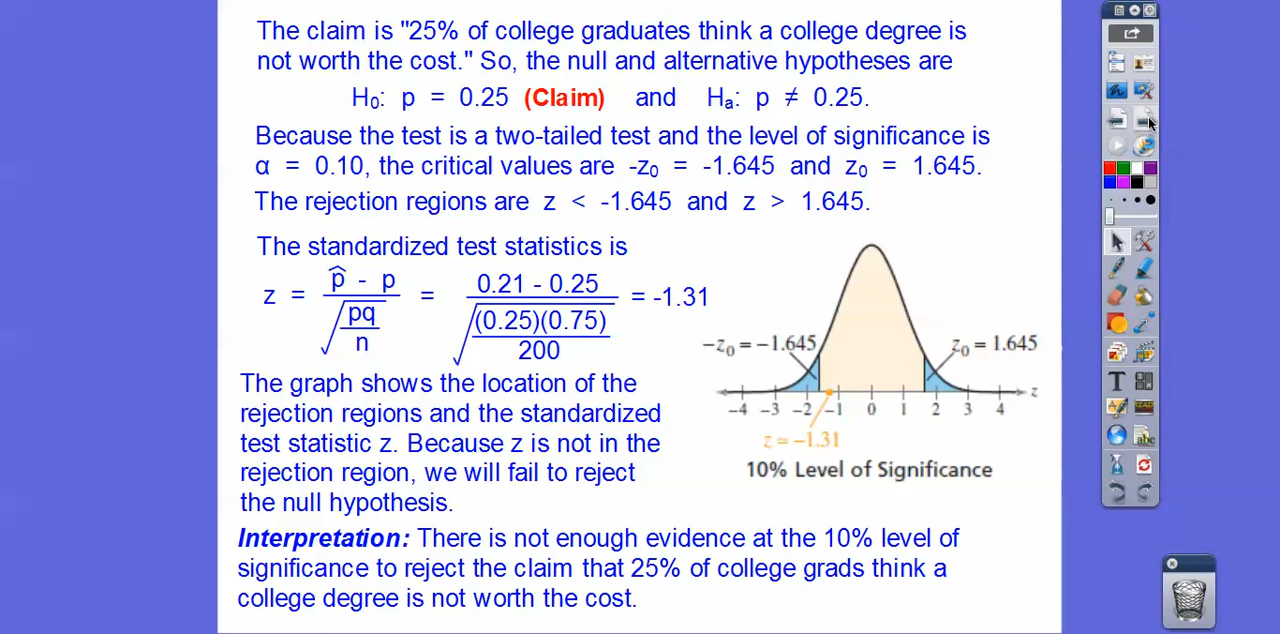 The claim is "25% of college graduates think a college degree is
not worth the cost." So, the null and alternative hypotheses are
H₀: p = 0.25 (Claim) and Hₐ: p ≠ 0.25.
Because the test is a two-tailed test and the level of significance is
α = 0.10, the critical values are -z₀ = -1.645 and z₀ = 1.645.
The rejection regions are z < -1.645 and z > 1.645.
The standardized test statistics is
z = p̂ - p / √(pq/n) = 0.21 - 0.25 / √((0.25)(0.75)/200) = -1.31
−z₀ = −1.645
z₀ = 1.645
−4 −3 −2 −1 0 1 2 3 4 z
z = −1.31
10% Level of Significance
The graph shows the location of the
rejection regions and the standardized
test statistic z. Because z is not in the
rejection region, we will fail to reject
the null hypothesis.
Interpretation: There is not enough evidence at the 10% level of
significance to reject the claim that 25% of college grads think a
college degree is not worth the cost.
T
abc